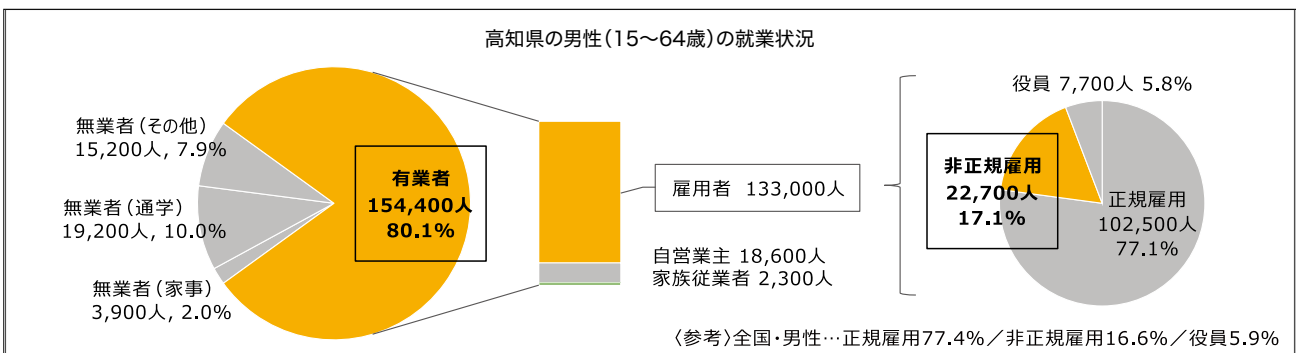 高知県の男性(15～64歳)の就業状況
無業者(その他)
15,200人, 7.9%
無業者(通学)
19,200人, 10.0%
無業者(家事)
3,900人, 2.0%
有業者
154,400人
80.1%
雇用者 133,000人
自営業主 18,600人
家族従業者 2,300人
役員 7,700人 5.8%
非正規雇用
22,700人
17.1%
正規雇用
102,500人
77.1%
〈参考〉全国・男性…正規雇用77.4%／非正規雇用16.6%／役員5.9%